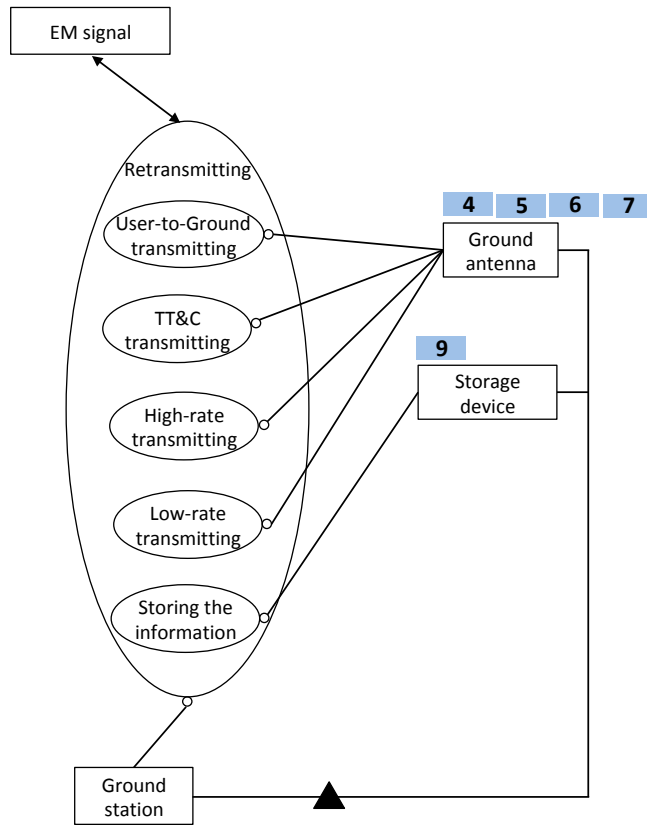 EM signal
Retransmitting
User-to-Ground
transmitting
TT&C
transmitting
High-rate
transmitting
Low-rate
transmitting
Storing the
information
4 5 6 7
Ground
antenna
9
Storage
device
Ground
station